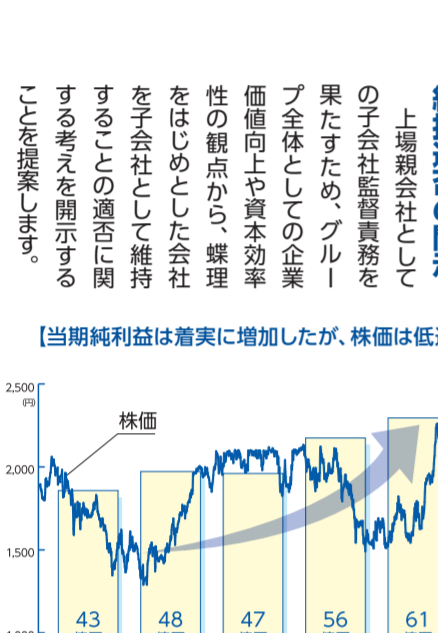 上場親会社として
の子会社監督責務を
果たすため、グルー
プ全体としての企業
価値向上や資本効率
性の観点から、蝶理
をはじめとした会社
を子会社として維持
することの適否に関
する考えを開示する
ことを提案します。
【当期純利益は着実に増加したが、株価は低
2,500
(円)
株価
2,000
1,500
43
48
47
56
61